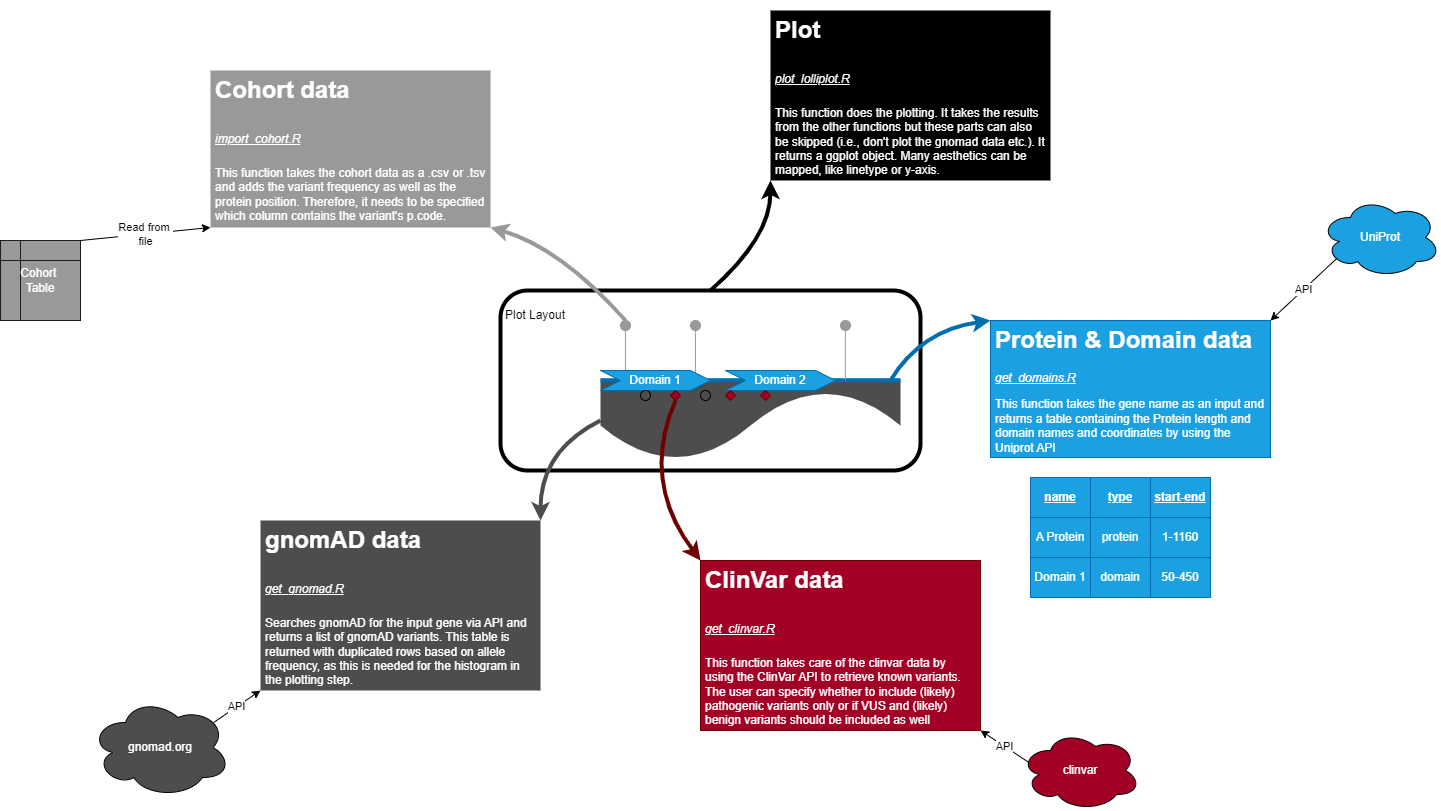 Plot
plot_lolliplot.R
This function does the plotting. It takes the results
from the other functions but these parts can also
be skipped (i.e., don't plot the gnomad data etc.). It
returns a ggplot object. Many aesthetics can be
mapped, like linetype or y-axis.
Cohort data
import_cohort.R
This function takes the cohort data as a .csv or .tsv
and adds the variant frequency as well as the
protein position. Therefore, it needs to be specified
which column contains the variant's p.code.
Read from
file
Cohort
Table
UniProt
API
Plot Layout
Domain 1
Domain 2
Protein & Domain data
get_domains.R
This function takes the gene name as an input and
returns a table containing the Protein length and
domain names and coordinates by using the
Uniprot API
name type start-end
A Protein protein 1-1160
Domain 1 domain 50-450
gnomAD data
get_gnomad.R
Searches gnomAD for the input gene via API and
returns a list of gnomAD variants. This table is
returned with duplicated rows based on allele
frequency, as this is needed for the histogram in
the plotting step.
API
gnomad.org
ClinVar data
get_clinvar.R
This function takes care of the clinvar data by
using the ClinVar API to retrieve known variants.
The user can specify whether to include (likely)
pathogenic variants only or if VUS and (likely)
benign variants should be included as well
API
clinvar